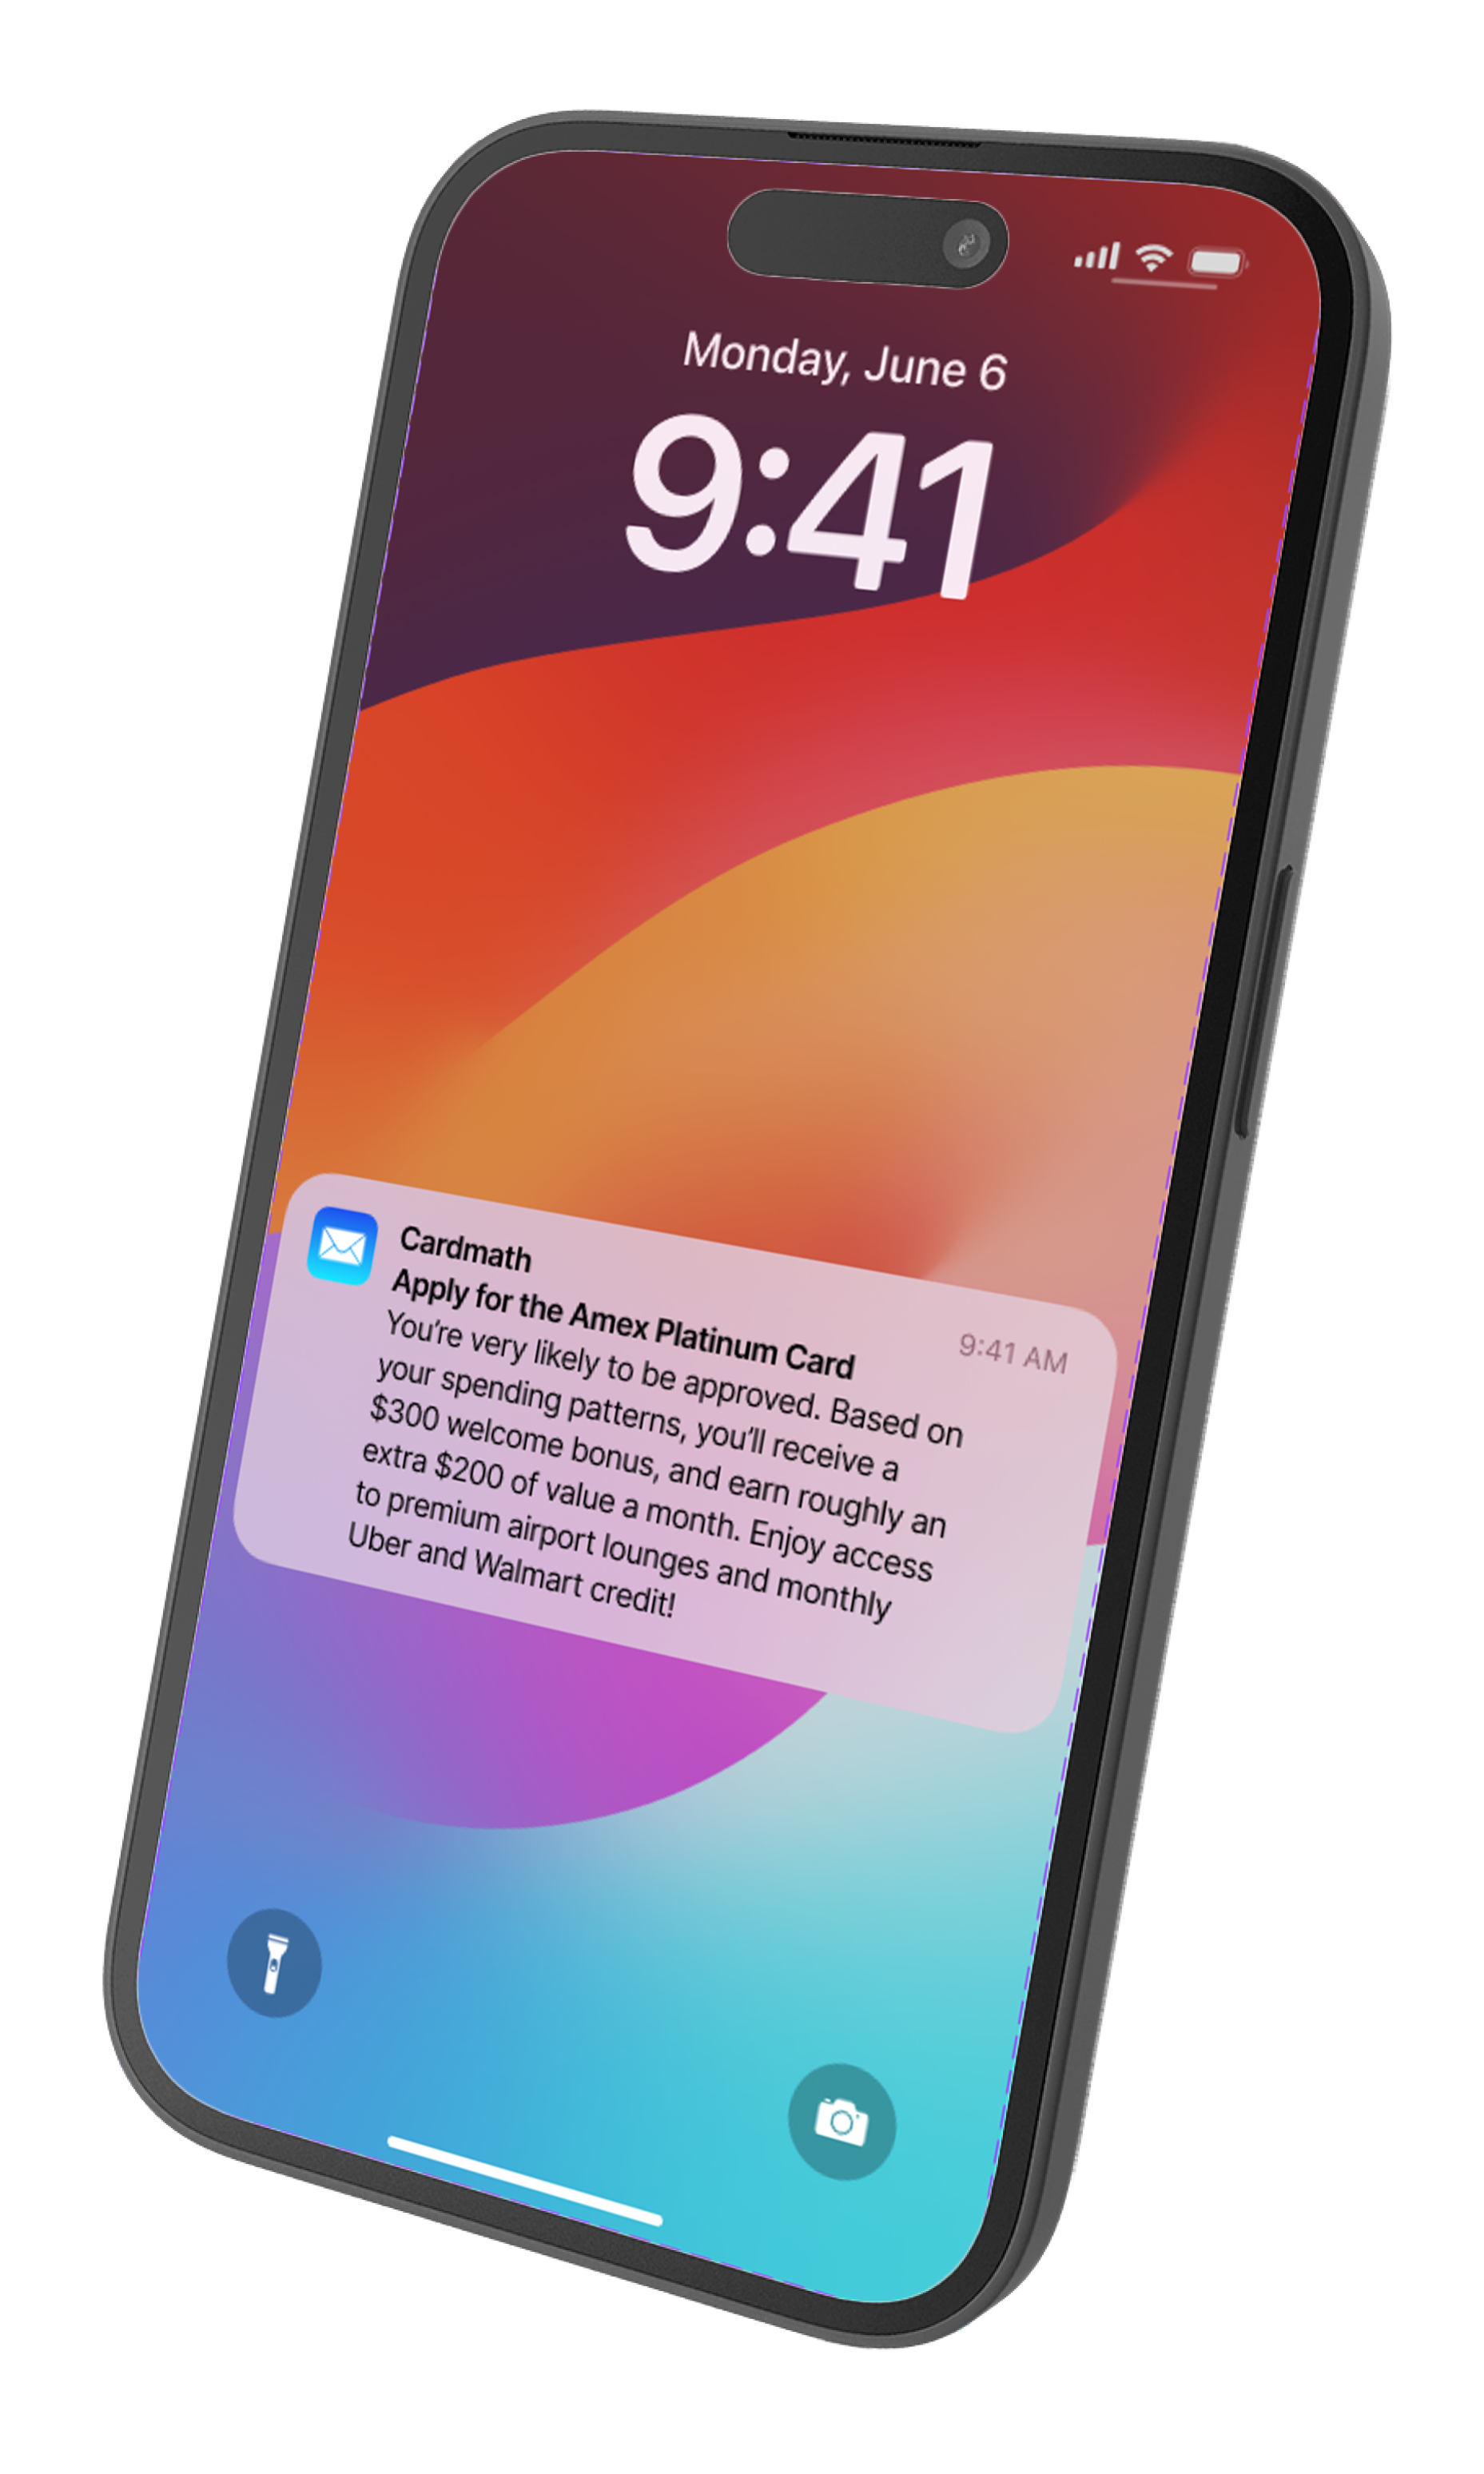 Monday, June 6
9:41
Cardmath
Apply for the Amex Platinum Card
9:41 AM
You're very likely to be approved. Based on
your spending patterns, you'll receive a
$300 welcome bonus, and earn roughly an
extra $200 of value a month. Enjoy access
to premium airport lounges and monthly
Uber and Walmart credit!